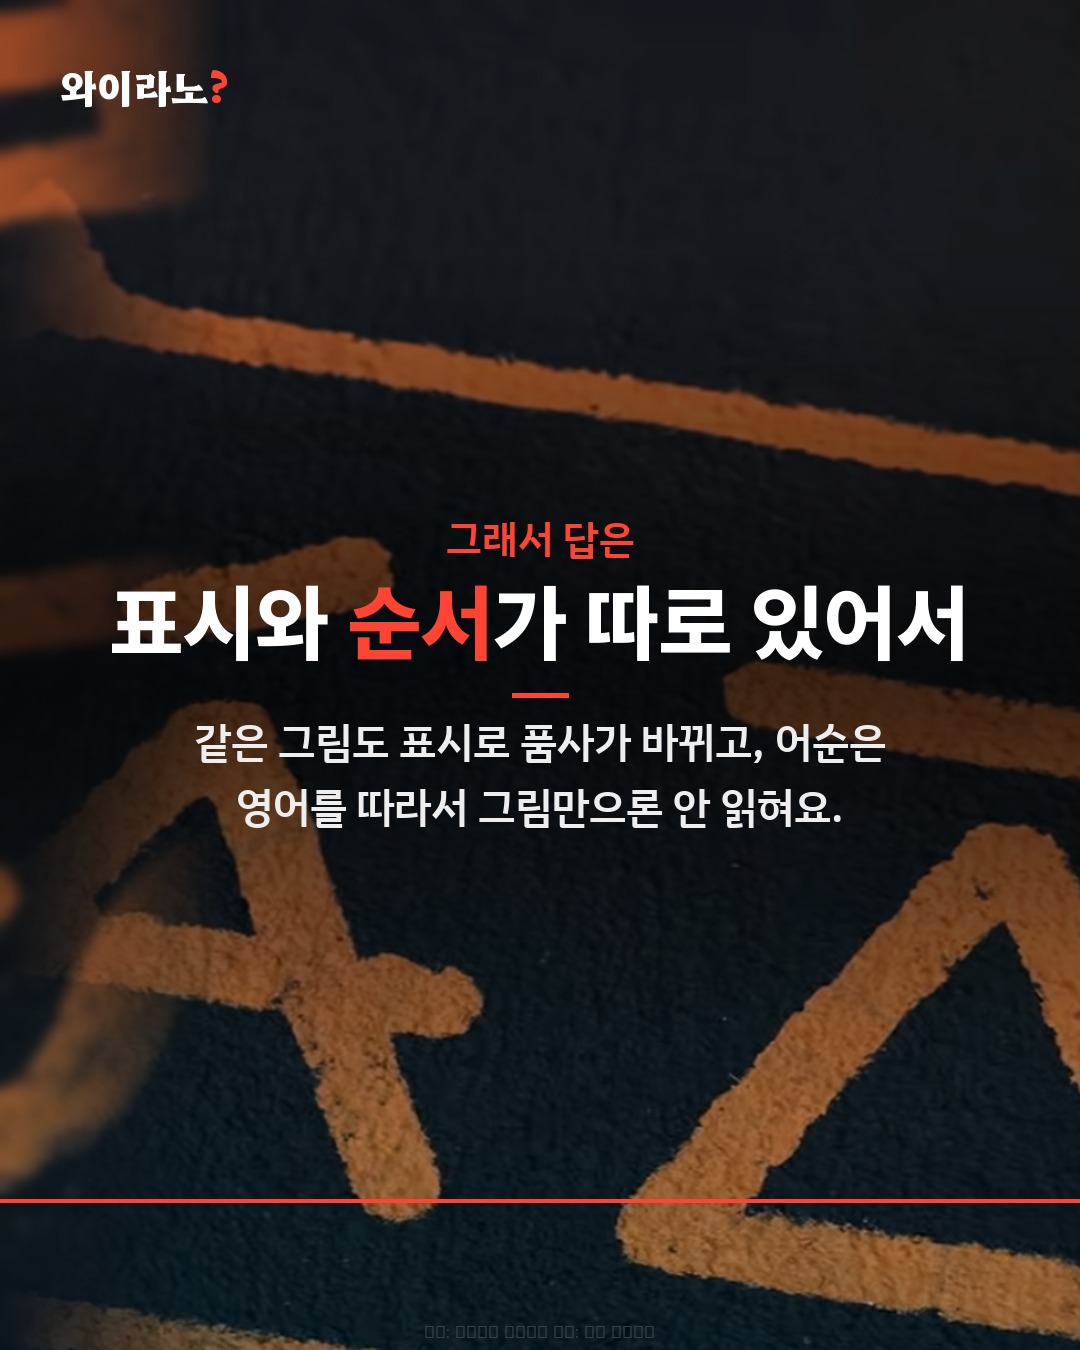 와이라노?
그래서 답은
표시와 순서가 따로 있어서
같은 그림도 표시로 품사가 바뀌고, 어순은
영어를 따라서 그림만으론 안 읽혀요.